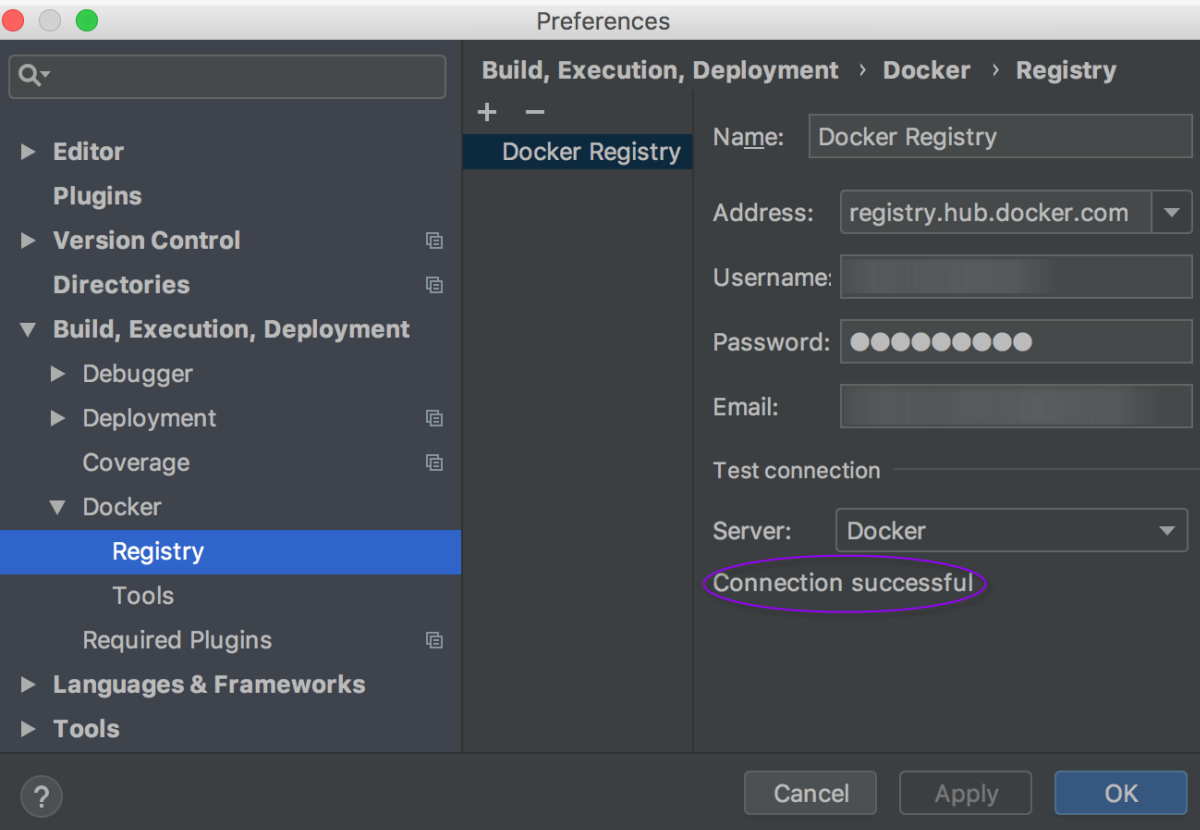 Preferences
Editor
Plugins
Version Control
Directories
Build, Execution, Deployment
Debugger
Deployment
Coverage
Docker
Registry
Tools
Required Plugins
Languages & Frameworks
Tools
Build, Execution, Deployment › Docker › Registry
+ −
Docker Registry
Name: Docker Registry
Address: registry.hub.docker.com
Username:
Password: ●●●●●●●●●
Email:
Test connection
Server: Docker
Connection successful
? Cancel Apply OK